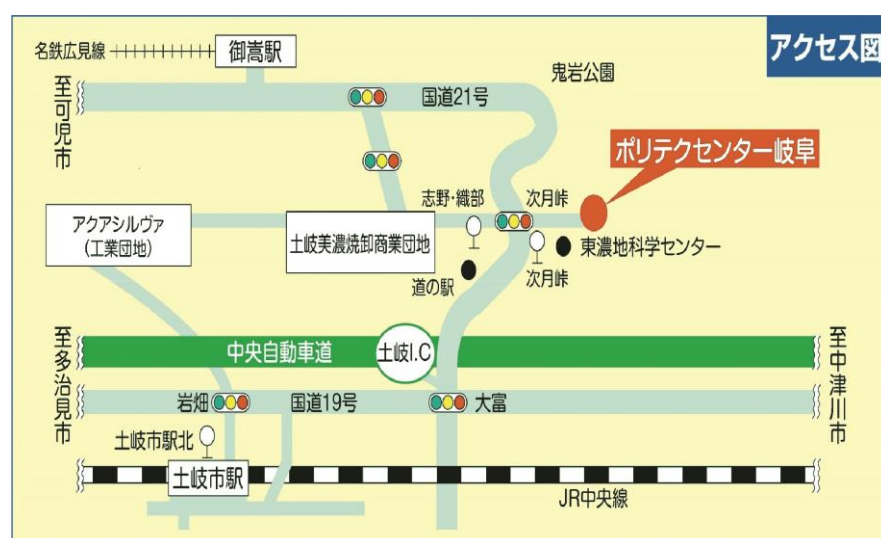 アクセス図
名鉄広見線
御嵩駅
鬼岩公園
至可児市
国道21号
ポリテクセンター岐阜
志野・織部
次月峠
アクアシルヴァ
(工業団地)
土岐美濃焼卸商業団地
東濃地科学センター
道の駅
次月峠
至多治見市
中央自動車道
土岐I.C
至中津川市
岩畑
国道19号
大富
土岐市駅北
土岐市駅
JR中央線